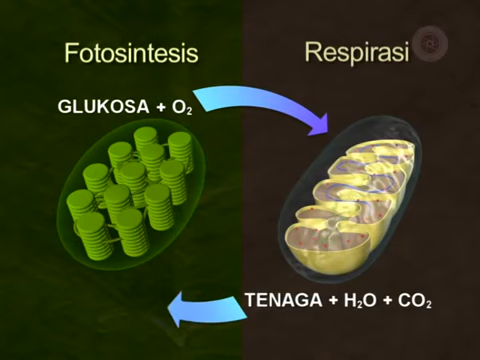 Fotosintesis
Respirasi
GLUKOSA + O₂
TENAGA + H₂O + CO₂